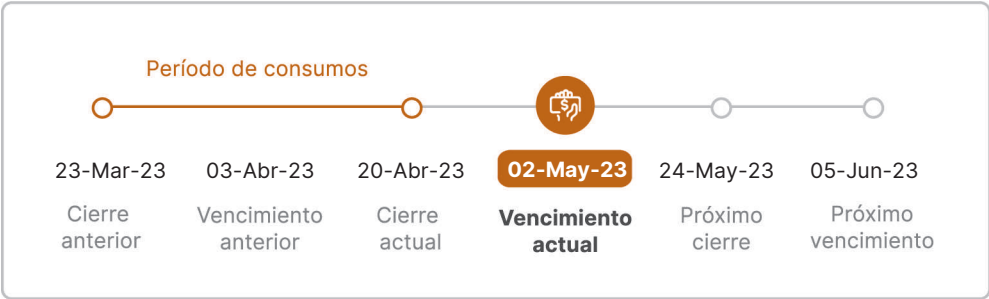 Período de consumos
$
23-Mar-23
03-Abr-23
20-Abr-23
02-May-23
24-May-23
05-Jun-23
Cierre
anterior
Vencimiento
anterior
Cierre
actual
Vencimiento
actual
Próximo
cierre
Próximo
vencimiento